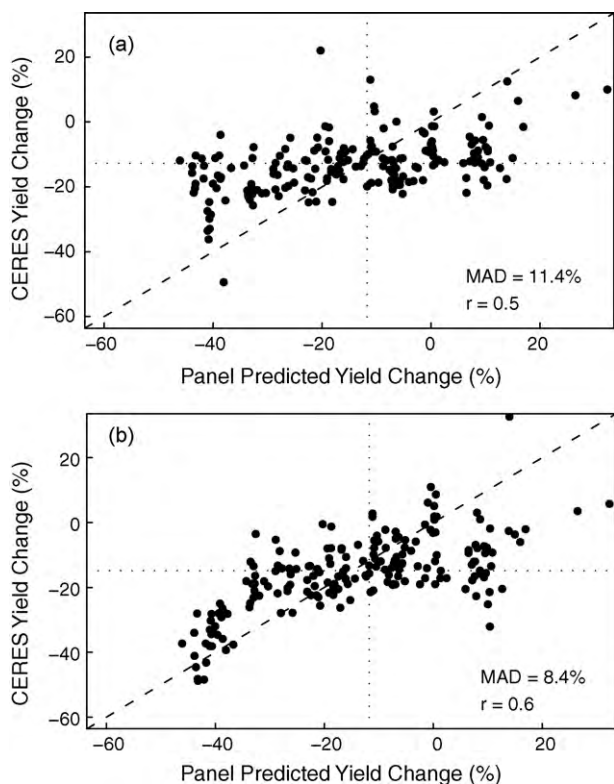 (a)
20
0
−20
−40
−60
CERES Yield Change (%)
MAD = 11.4%
r = 0.5
−60 −40 −20 0 20
Panel Predicted Yield Change (%)
(b)
20
0
−20
−40
−60
CERES Yield Change (%)
MAD = 8.4%
r = 0.6
−60 −40 −20 0 20
Panel Predicted Yield Change (%)